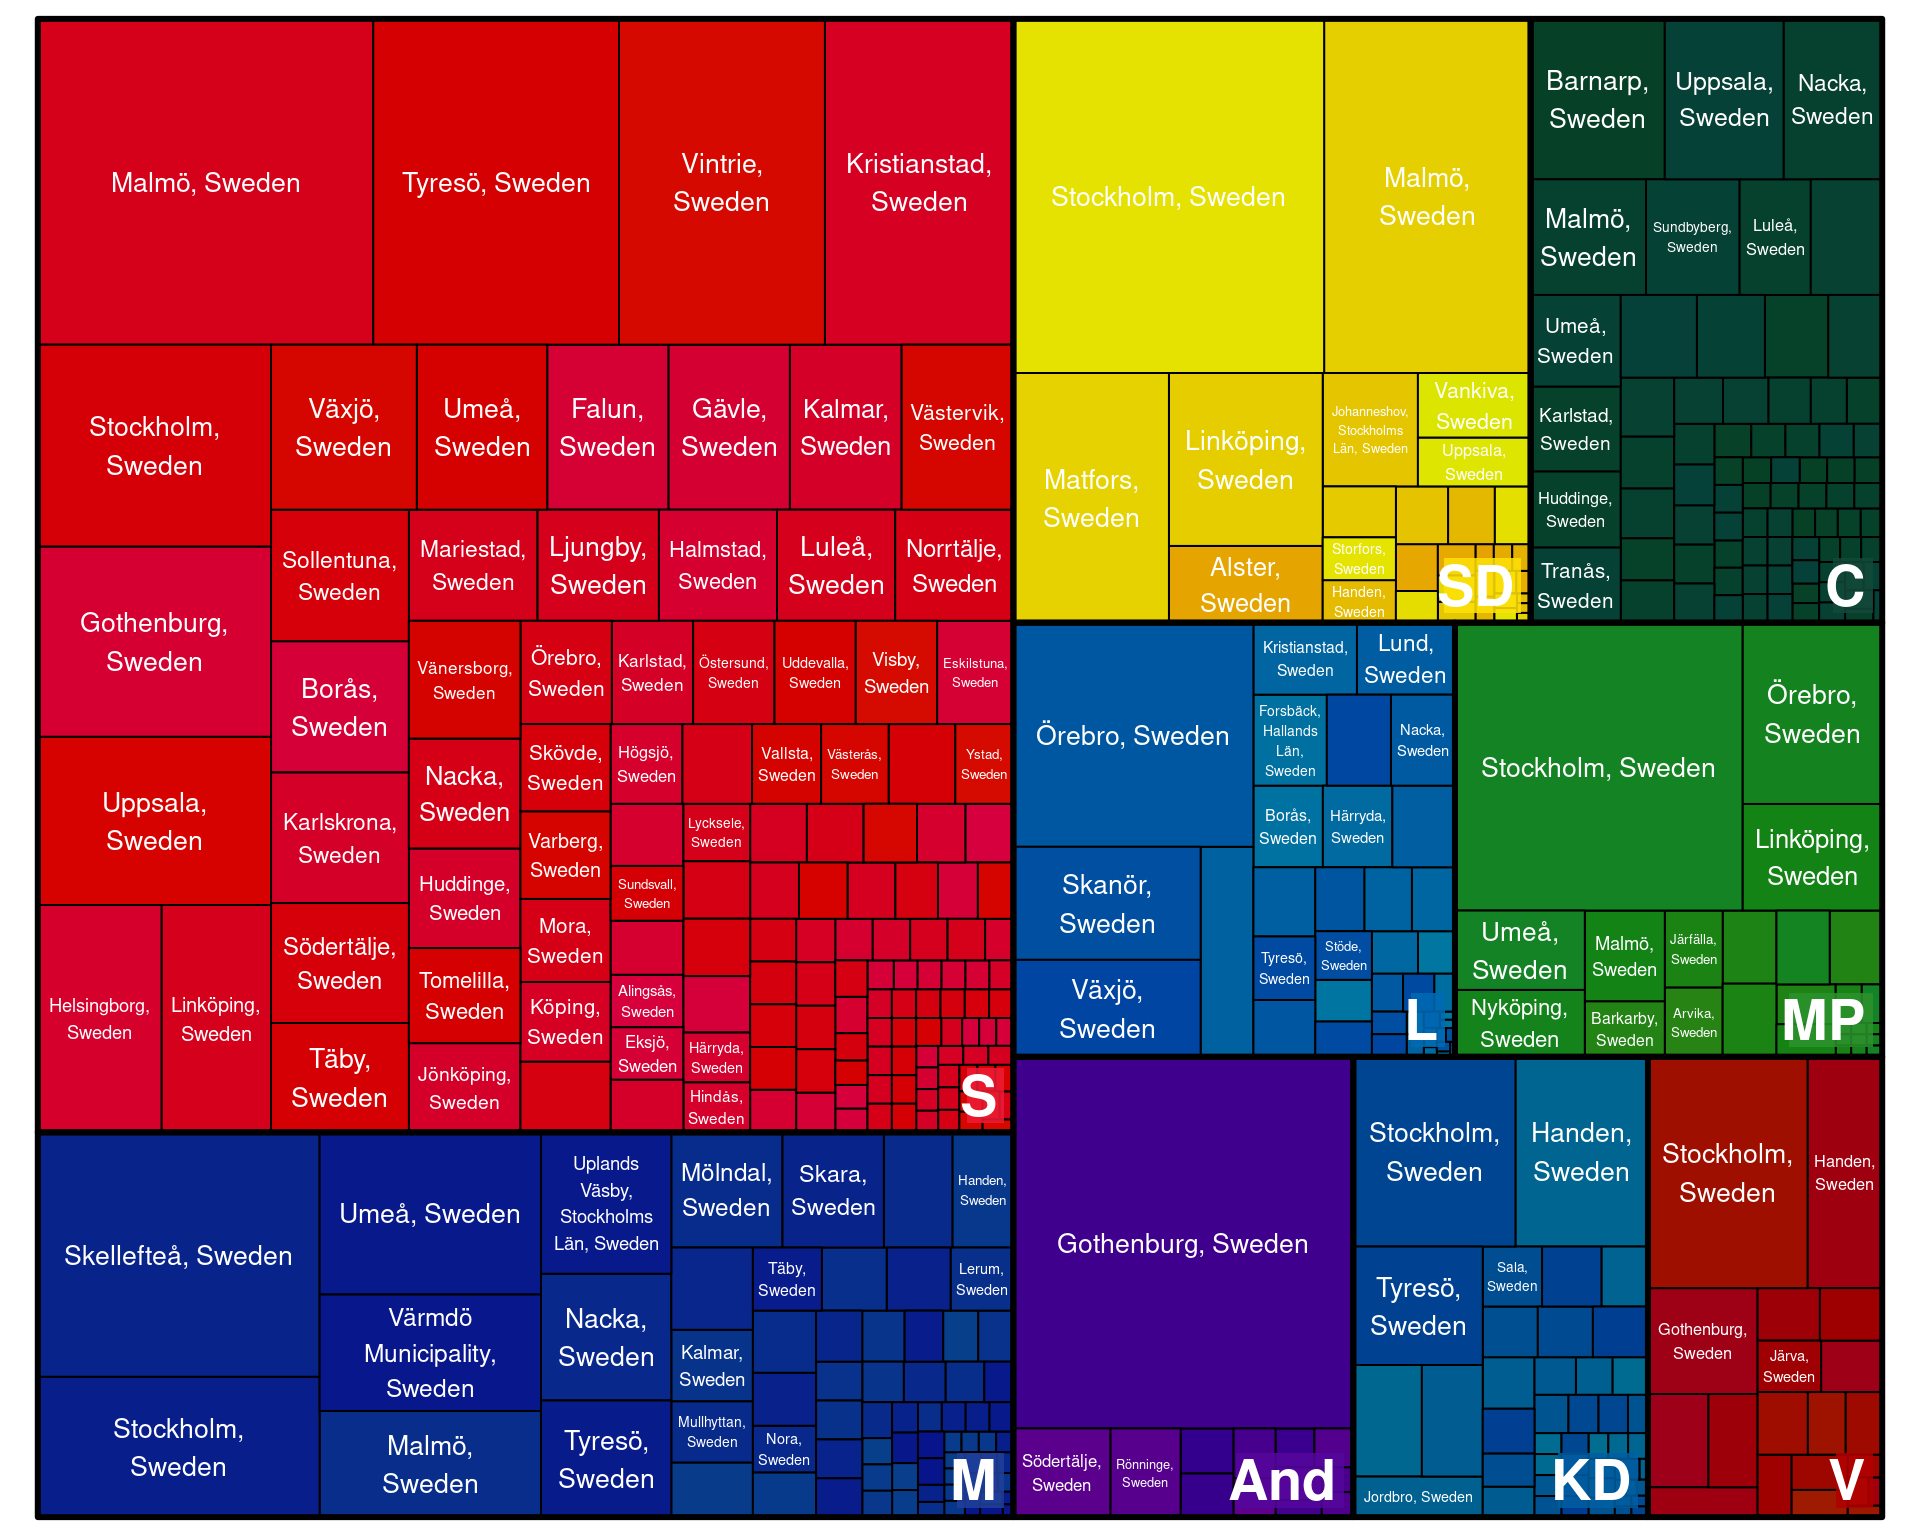 Malmö, Sweden
Tyresö, Sweden
Vintrie,
Sweden
Kristianstad,
Sweden
Stockholm,
Sweden
Växjö,
Sweden
Umeå,
Sweden
Falun,
Sweden
Gävle,
Sweden
Kalmar,
Sweden
Västervik,
Sweden
Gothenburg,
Sweden
Sollentuna,
Sweden
Mariestad,
Sweden
Ljungby,
Sweden
Halmstad,
Sweden
Luleå,
Sweden
Norrtälje,
Sweden
Borås,
Sweden
Vänersborg,
Sweden
Örebro,
Sweden
Karlstad,
Sweden
Östersund,
Sweden
Uddevalla,
Sweden
Visby,
Sweden
Eskilstuna,
Sweden
Uppsala,
Sweden
Karlskrona,
Sweden
Nacka,
Sweden
Skövde,
Sweden
Högsjö,
Sweden
Vallsta,
Sweden
Västerås,
Sweden
Ystad,
Sweden
Varberg,
Sweden
Lycksele,
Sweden
Huddinge,
Sweden
Sundsvall,
Sweden
Helsingborg,
Sweden
Linköping,
Sweden
Södertälje,
Sweden
Mora,
Sweden
Tomelilla,
Sweden
Köping,
Sweden
Alingsås,
Sweden
Täby,
Sweden
Jönköping,
Sweden
Eksjö,
Sweden
Härryda,
Sweden
Hindås,
Sweden
S
Stockholm, Sweden
Malmö,
Sweden
Matfors,
Sweden
Linköping,
Sweden
Johanneshov,
Stockholms
Län, Sweden
Vankiva,
Sweden
Uppsala,
Sweden
Alster,
Sweden
Storfors,
Sweden
Handen,
Sweden
SD
Barnarp,
Sweden
Uppsala,
Sweden
Nacka,
Sweden
Malmö,
Sweden
Sundbyberg,
Sweden
Luleå,
Sweden
Umeå,
Sweden
Karlstad,
Sweden
Huddinge,
Sweden
Tranås,
Sweden
C
Örebro, Sweden
Kristianstad,
Sweden
Lund,
Sweden
Forsbäck,
Hallands
Län,
Sweden
Nacka,
Sweden
Borås,
Sweden
Härryda,
Sweden
Skanör,
Sweden
Växjö,
Sweden
Tyresö,
Sweden
Stöde,
Sweden
L
Stockholm, Sweden
Örebro,
Sweden
Linköping,
Sweden
Umeå,
Sweden
Malmö,
Sweden
Järfälla,
Sweden
Nyköping,
Sweden
Barkarby,
Sweden
Arvika,
Sweden
MP
Skellefteå, Sweden
Umeå, Sweden
Uplands
Väsby,
Stockholms
Län, Sweden
Mölndal,
Sweden
Skara,
Sweden
Handen,
Sweden
Täby,
Sweden
Lerum,
Sweden
Värmdö
Municipality,
Sweden
Nacka,
Sweden
Kalmar,
Sweden
Stockholm,
Sweden
Malmö,
Sweden
Tyresö,
Sweden
Mullhyttan,
Sweden
Nora,
Sweden
M
Gothenburg, Sweden
Södertälje,
Sweden
Rönninge,
Sweden
And
Stockholm,
Sweden
Handen,
Sweden
Tyresö,
Sweden
Sala,
Sweden
Jordbro, Sweden
KD
Stockholm,
Sweden
Handen,
Sweden
Gothenburg,
Sweden
Järva,
Sweden
V